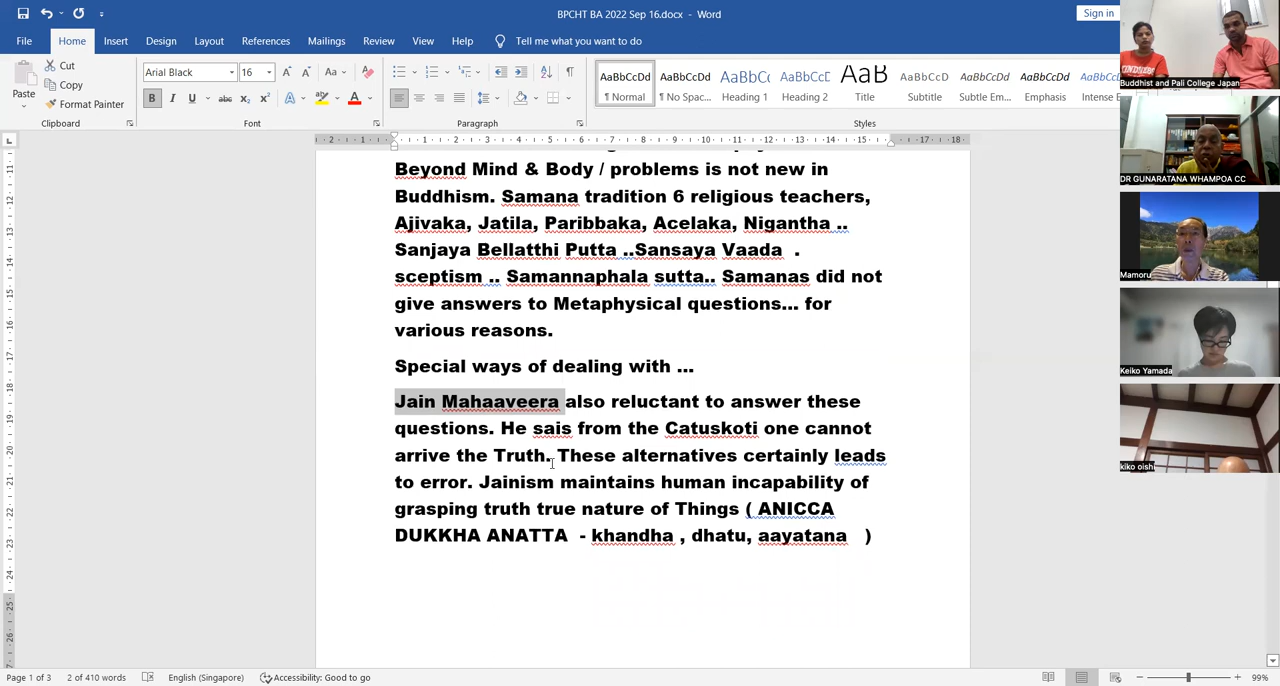 BPCHT BA 2022 Sep 16.docx - Word
Sign in
File Home Insert Design Layout References Mailings Review View Help Tell me what you want to do
Paste
Cut
Copy
Format Painter
Clipboard
Arial Black 16
Font
Paragraph
AaBbCcDd AaBbCcDd AaBbCc AaBbCcD AaB AaBbCcD AaBbCcDd AaBbCcDd
¶ Normal ¶ No Spac... Heading 1 Heading 2 Title Subtitle Subtle Em... Emphasis Intense E
Styles
Beyond Mind & Body / problems is not new in
Buddhism. Samana tradition 6 religious teachers,
Ajivaka, Jatila, Paribbaka, Acelaka, Nigantha ..
Sanjaya Bellatthi Putta ..Sansaya Vaada .
sceptism .. Samannaphala sutta.. Samanas did not
give answers to Metaphysical questions... for
various reasons.
Special ways of dealing with ...
Jain Mahaaveera also reluctant to answer these
questions. He sais from the Catuskoti one cannot
arrive the Truth. These alternatives certainly leads
to error. Jainism maintains human incapability of
grasping truth true nature of Things ( ANICCA
DUKKHA ANATTA - khandha , dhatu, aayatana )
Buddhist and Pali College Japan
DR GUNARATANA WHAMPOA CC
Mamoru
Keiko Yamada
kiko oishi
Page 1 of 3 2 of 410 words English (Singapore) Accessibility: Good to go 99%